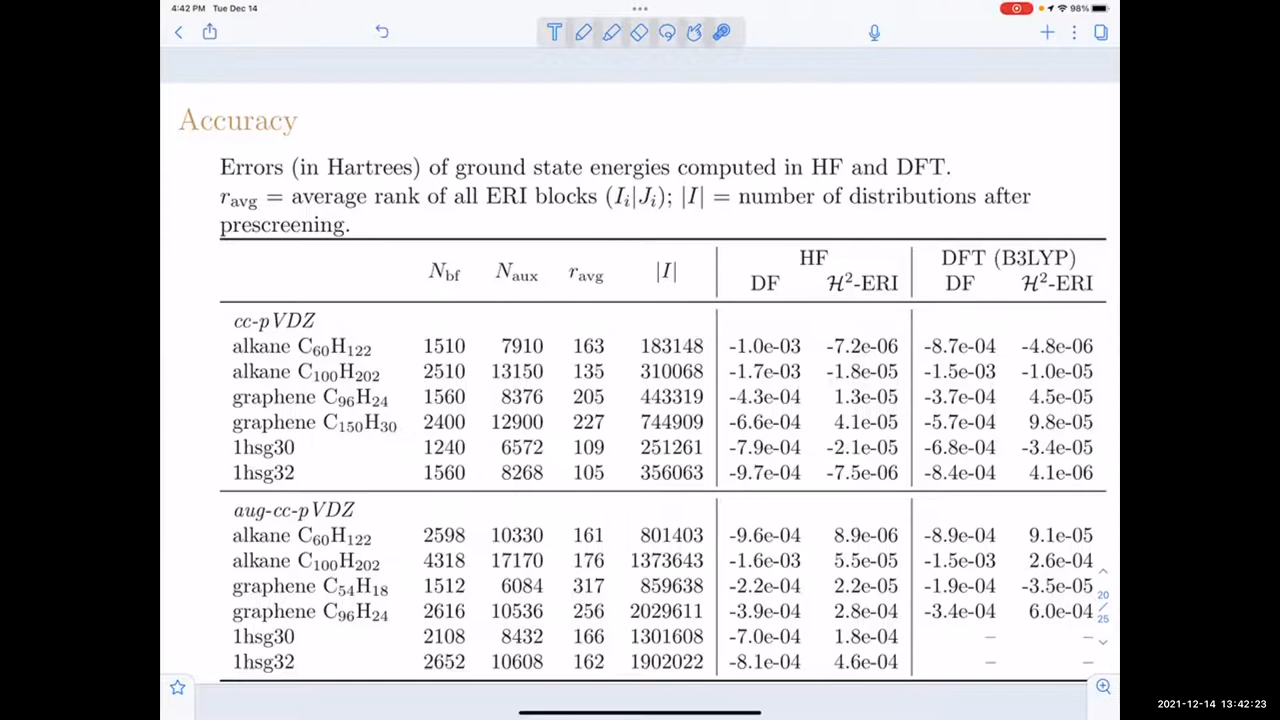 4:42 PM Tue Dec 14
98%
Accuracy
Errors (in Hartrees) of ground state energies computed in HF and DFT.
r_avg = average rank of all ERI blocks (I_i|J_i); |I| = number of distributions after
prescreening.
HF DFT (B3LYP)
N_bf N_aux r_avg |I| DF ℋ²-ERI DF ℋ²-ERI
cc-pVDZ
alkane C₆₀H₁₂₂ 1510 7910 163 183148 -1.0e-03 -7.2e-06 -8.7e-04 -4.8e-06
alkane C₁₀₀H₂₀₂ 2510 13150 135 310068 -1.7e-03 -1.8e-05 -1.5e-03 -1.0e-05
graphene C₉₆H₂₄ 1560 8376 205 443319 -4.3e-04 1.3e-05 -3.7e-04 4.5e-05
graphene C₁₅₀H₃₀ 2400 12900 227 744909 -6.6e-04 4.1e-05 -5.7e-04 9.8e-05
1hsg30 1240 6572 109 251261 -7.9e-04 -2.1e-05 -6.8e-04 -3.4e-05
1hsg32 1560 8268 105 356063 -9.7e-04 -7.5e-06 -8.4e-04 4.1e-06
aug-cc-pVDZ
alkane C₆₀H₁₂₂ 2598 10330 161 801403 -9.6e-04 8.9e-06 -8.9e-04 9.1e-05
alkane C₁₀₀H₂₀₂ 4318 17170 176 1373643 -1.6e-03 5.5e-05 -1.5e-03 2.6e-04
graphene C₅₄H₁₈ 1512 6084 317 859638 -2.2e-04 2.2e-05 -1.9e-04 -3.5e-05
graphene C₉₆H₂₄ 2616 10536 256 2029611 -3.9e-04 2.8e-04 -3.4e-04 6.0e-04
1hsg30 2108 8432 166 1301608 -7.0e-04 1.8e-04 – –
1hsg32 2652 10608 162 1902022 -8.1e-04 4.6e-04 – –
20
/
25
2021-12-14 13:42:23